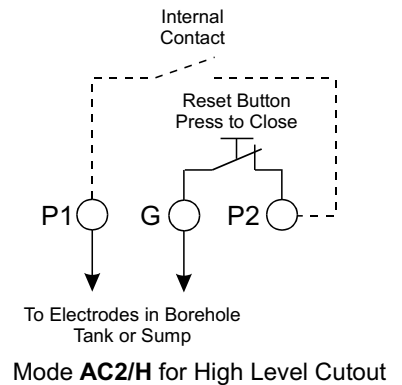 Internal
Contact
Reset Button
Press to Close
P1 G P2
To Electrodes in Borehole
Tank or Sump
Mode AC2/H for High Level Cutout